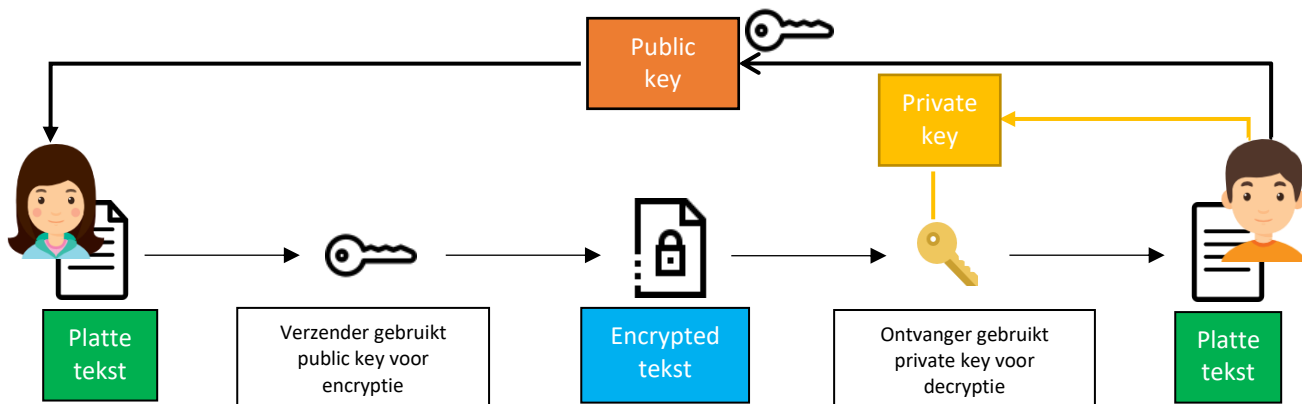 Public
key
Private
key
Platte
tekst
Verzender gebruikt
public key voor
encryptie
Encrypted
tekst
Ontvanger gebruikt
private key voor
decryptie
Platte
tekst